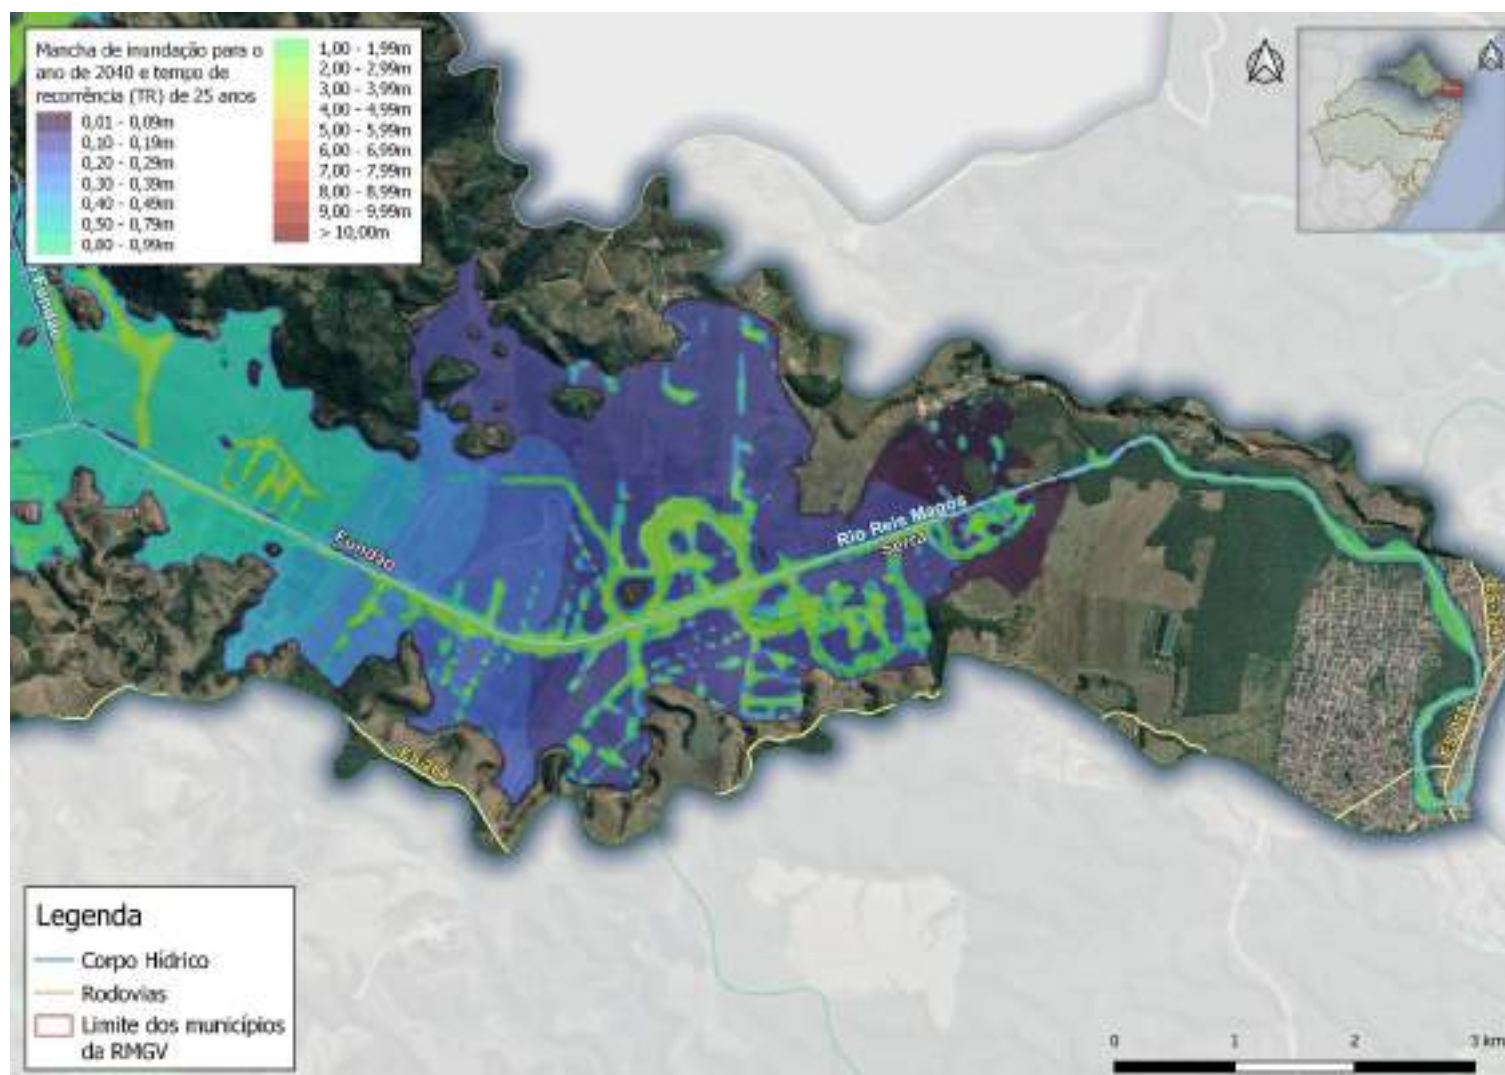 Mancha de inundação para o
ano de 2040 e tempo de
recorrência (TR) de 25 anos
0,01 - 0,09m
0,10 - 0,19m
0,20 - 0,29m
0,30 - 0,39m
0,40 - 0,49m
0,50 - 0,79m
0,80 - 0,99m
1,00 - 1,99m
2,00 - 2,99m
3,00 - 3,99m
4,00 - 4,99m
5,00 - 5,99m
6,00 - 6,99m
7,00 - 7,99m
8,00 - 8,99m
9,00 - 9,99m
> 10,00m
Fundão
Fundão
Rio Reis Magos
Serra
Legenda
Corpo Hídrico
Rodovias
Limite dos municípios
da RMGV
0 1 2 3 km